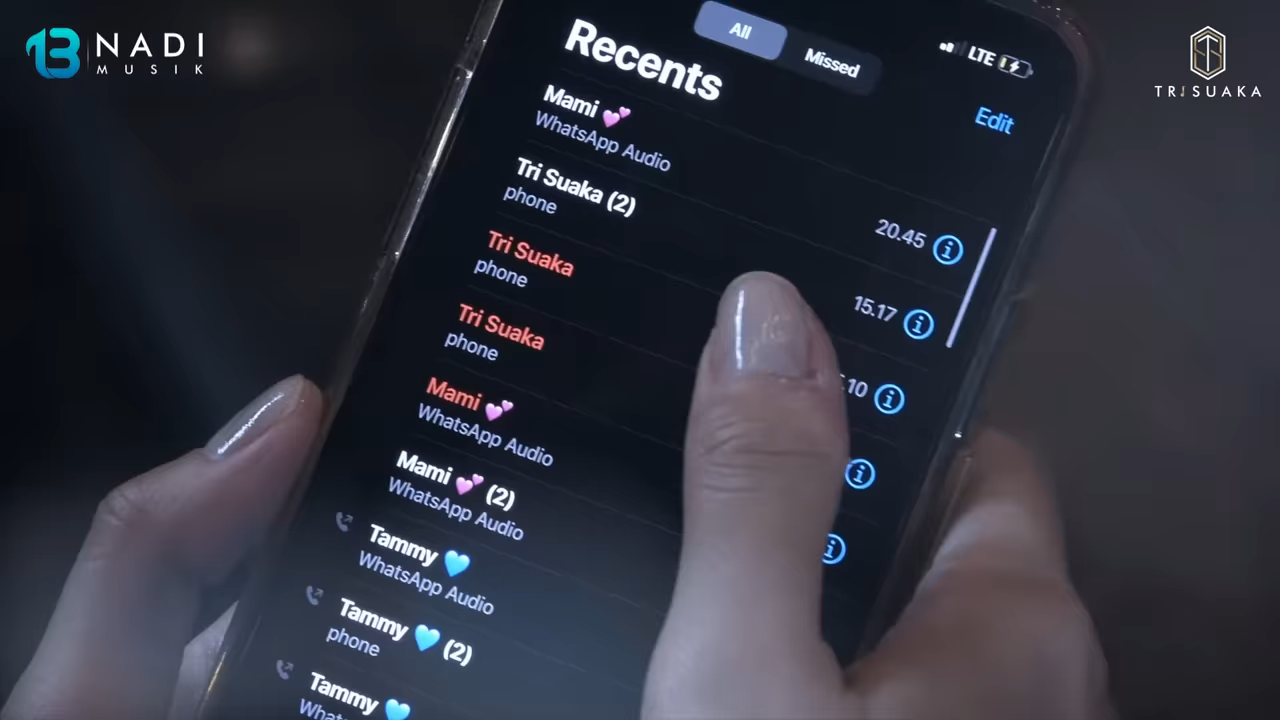 13 NADI
MUSIK
TRISUAKA
All
Missed
LTE
Recents
Edit
Mami 💕
WhatsApp Audio
20.45
Tri Suaka (2)
phone
15.17
Tri Suaka
phone
.10
Tri Suaka
phone
Mami 💕
WhatsApp Audio
Mami 💕 (2)
WhatsApp Audio
Tammy 💙
WhatsApp Audio
Tammy 💙 (2)
phone
Tammy 💙